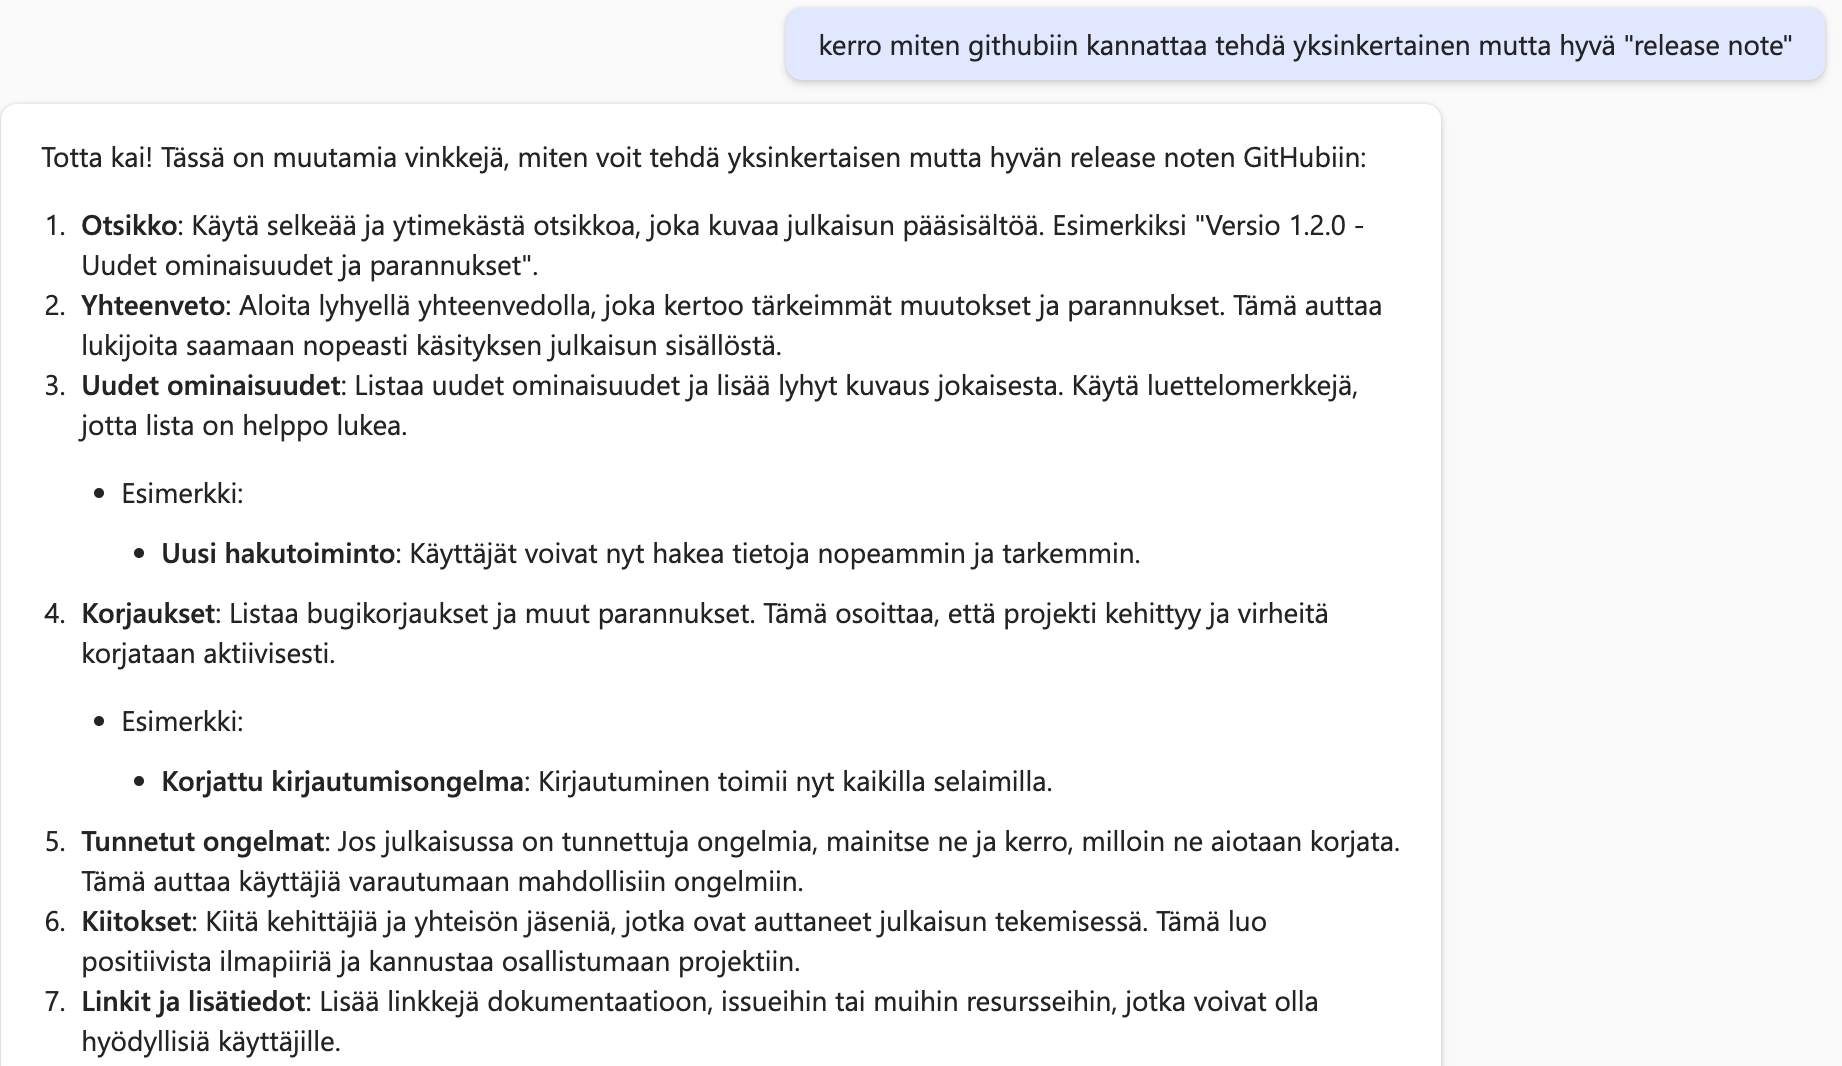 kerro miten githubiin kannattaa tehdä yksinkertainen mutta hyvä "release note"
Totta kai! Tässä on muutamia vinkkejä, miten voit tehdä yksinkertaisen mutta hyvän release noten GitHubiin:
1. Otsikko: Käytä selkeää ja ytimekästä otsikkoa, joka kuvaa julkaisun pääsisältöä. Esimerkiksi "Versio 1.2.0 -
Uudet ominaisuudet ja parannukset".
2. Yhteenveto: Aloita lyhyellä yhteenvedolla, joka kertoo tärkeimmät muutokset ja parannukset. Tämä auttaa
lukijoita saamaan nopeasti käsityksen julkaisun sisällöstä.
3. Uudet ominaisuudet: Listaa uudet ominaisuudet ja lisää lyhyt kuvaus jokaisesta. Käytä luettelomerkkejä,
jotta lista on helppo lukea.
• Esimerkki:
• Uusi hakutoiminto: Käyttäjät voivat nyt hakea tietoja nopeammin ja tarkemmin.
4. Korjaukset: Listaa bugikorjaukset ja muut parannukset. Tämä osoittaa, että projekti kehittyy ja virheitä
korjataan aktiivisesti.
• Esimerkki:
• Korjattu kirjautumisongelma: Kirjautuminen toimii nyt kaikilla selaimilla.
5. Tunnetut ongelmat: Jos julkaisussa on tunnettuja ongelmia, mainitse ne ja kerro, milloin ne aiotaan korjata.
Tämä auttaa käyttäjiä varautumaan mahdollisiin ongelmiin.
6. Kiitokset: Kiitä kehittäjiä ja yhteisön jäseniä, jotka ovat auttaneet julkaisun tekemisessä. Tämä luo
positiivista ilmapiiriä ja kannustaa osallistumaan projektiin.
7. Linkit ja lisätiedot: Lisää linkkejä dokumentaatioon, issueihin tai muihin resursseihin, jotka voivat olla
hyödyllisiä käyttäjille.